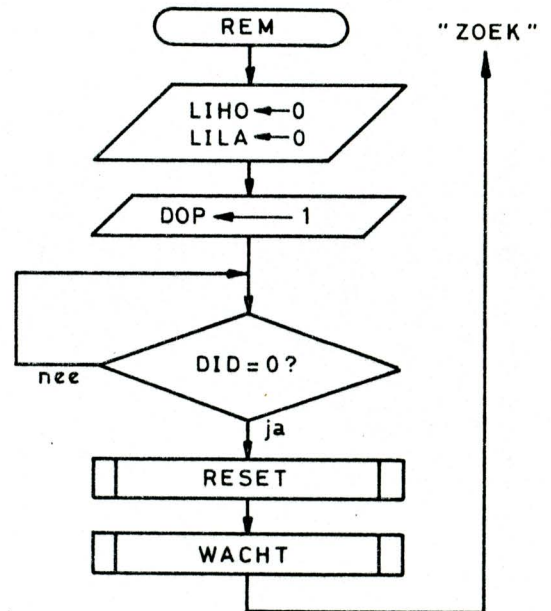 REM
"ZOEK"
LIHO←0
LILA←0
DOP←1
DID=0?
nee
ja
RESET
WACHT